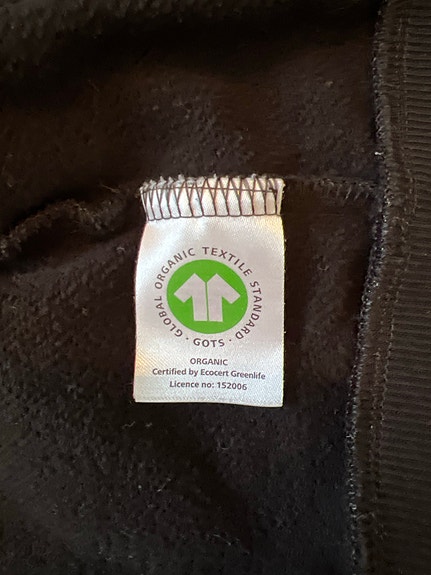 GLOBAL ORGANIC TEXTILE STANDARD · GOTS ·
ORGANIC
Certified by Ecocert Greenlife
Licence no: 152006